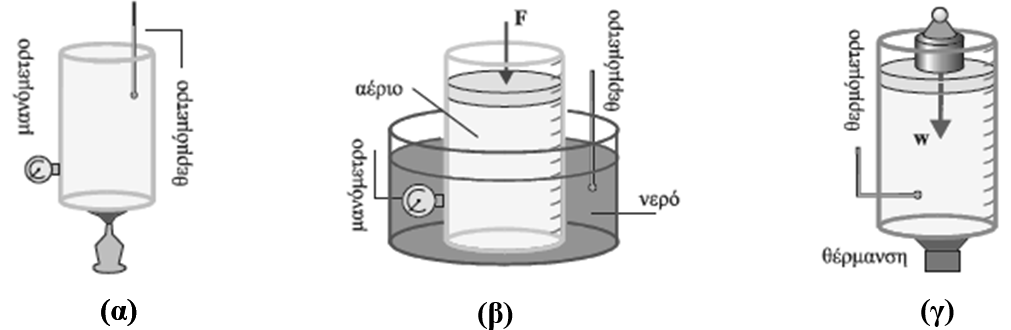 μανόμετρο
θερμόμετρο
(α)
F
αέριο
θερμόμετρο
μανόμετρο
νερό
(β)
θερμόμετρο
w
θέρμανση
(γ)